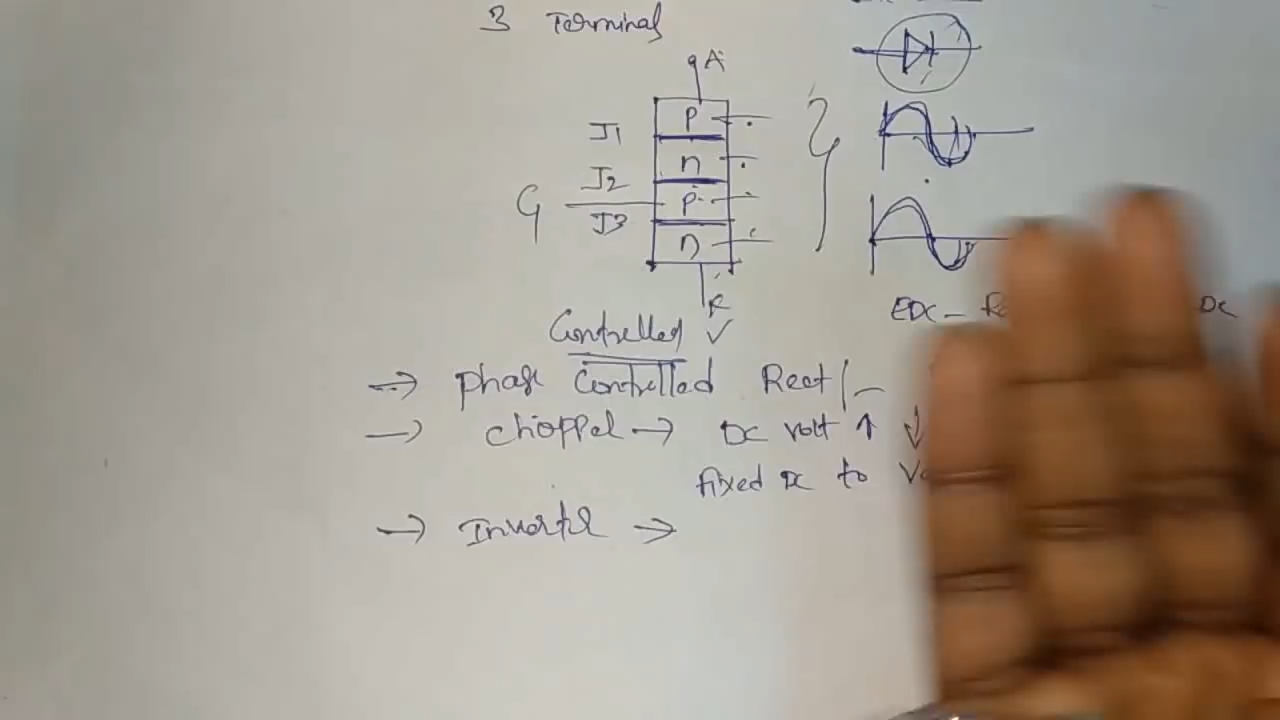 3 Terminal
A
P
J1
n
J2
G
P
J3
n
K
EDC - DC
Controlled ✓
→ Phase Controlled Rect/_
→ Chopper → DC volt ↑ ↓
fixed DC to
→ Inverter →